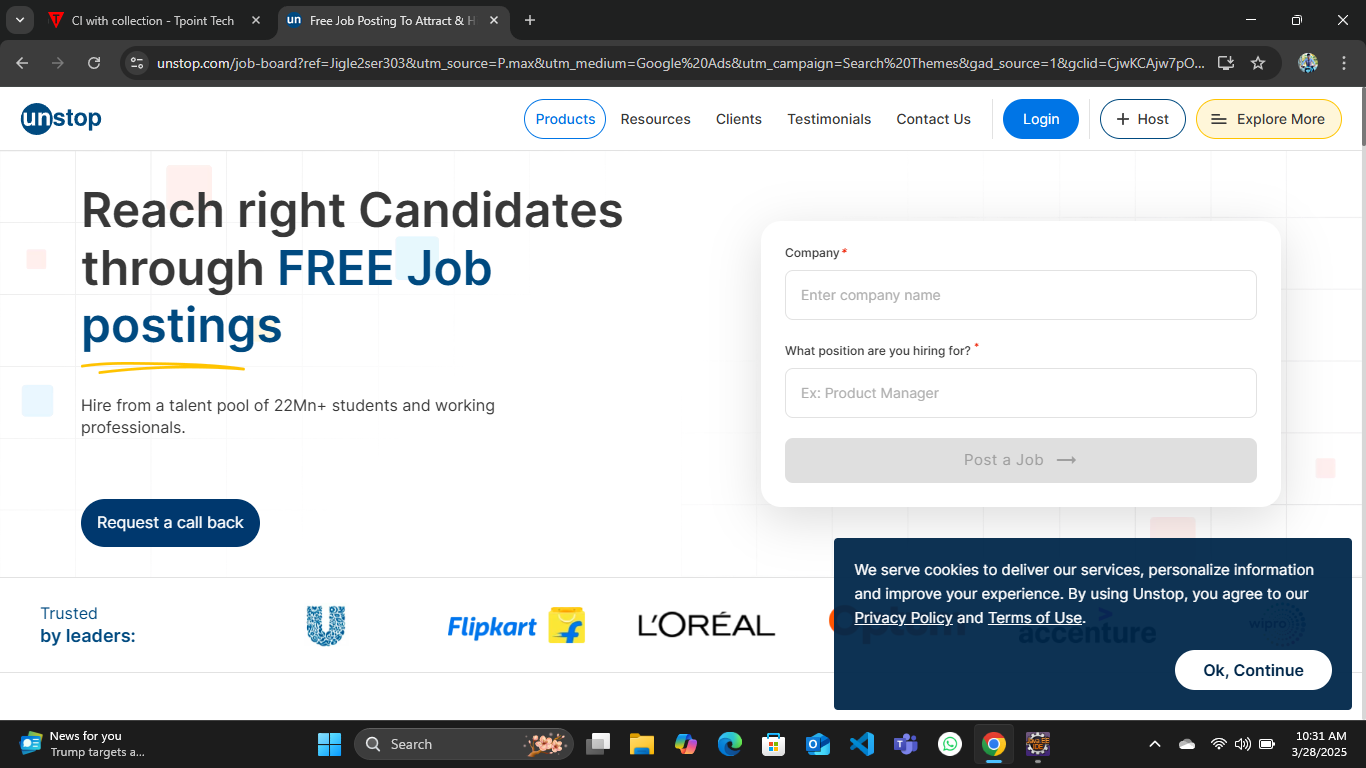 CI with collection - Tpoint Tech
un
Free Job Posting To Attract & H
unstop.com/job-board?ref=Jigle2ser303&utm_source=P.max&utm_medium=Google%20Ads&utm_campaign=Search%20Themes&gad_source=1&gclid=CjwKCAjw7pO...
unstop
Products
Resources
Clients
Testimonials
Contact Us
Login
+ Host
Explore More
Reach right Candidates
through FREE Job
postings
Hire from a talent pool of 22Mn+ students and working
professionals.
Request a call back
Company*
Enter company name
What position are you hiring for? *
Ex: Product Manager
Post a Job
Trusted
by leaders:
Flipkart
L'ORÉAL
Optum
accenture
wipro
We serve cookies to deliver our services, personalize information
and improve your experience. By using Unstop, you agree to our
Privacy Policy and Terms of Use.
Ok, Continue
News for you
Trump targets a...
Search
10:31 AM
3/28/2025